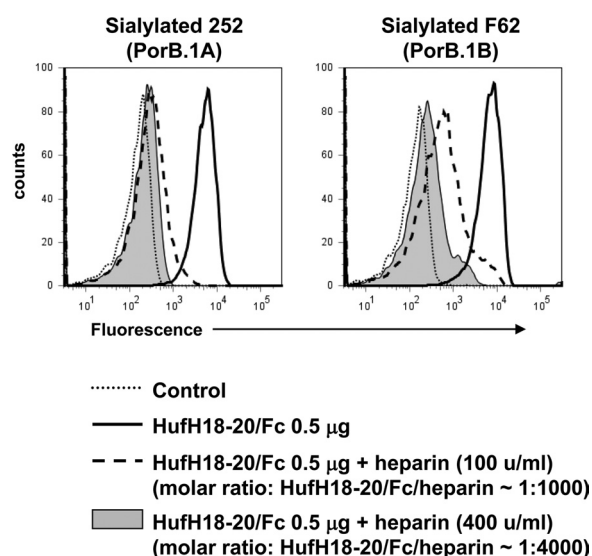 Sialylated 252
(PorB.1A)
Sialylated F62
(PorB.1B)
counts
100
80
60
40
20
0
10¹ 10² 10³ 10⁴ 10⁵
100
80
60
40
20
0
10¹ 10² 10³ 10⁴ 10⁵
Fluorescence
Control
HufH18-20/Fc 0.5 μg
HufH18-20/Fc 0.5 μg + heparin (100 u/ml)
(molar ratio: HufH18-20/Fc/heparin ~ 1:1000)
HufH18-20/Fc 0.5 μg + heparin (400 u/ml)
(molar ratio: HufH18-20/Fc/heparin ~ 1:4000)